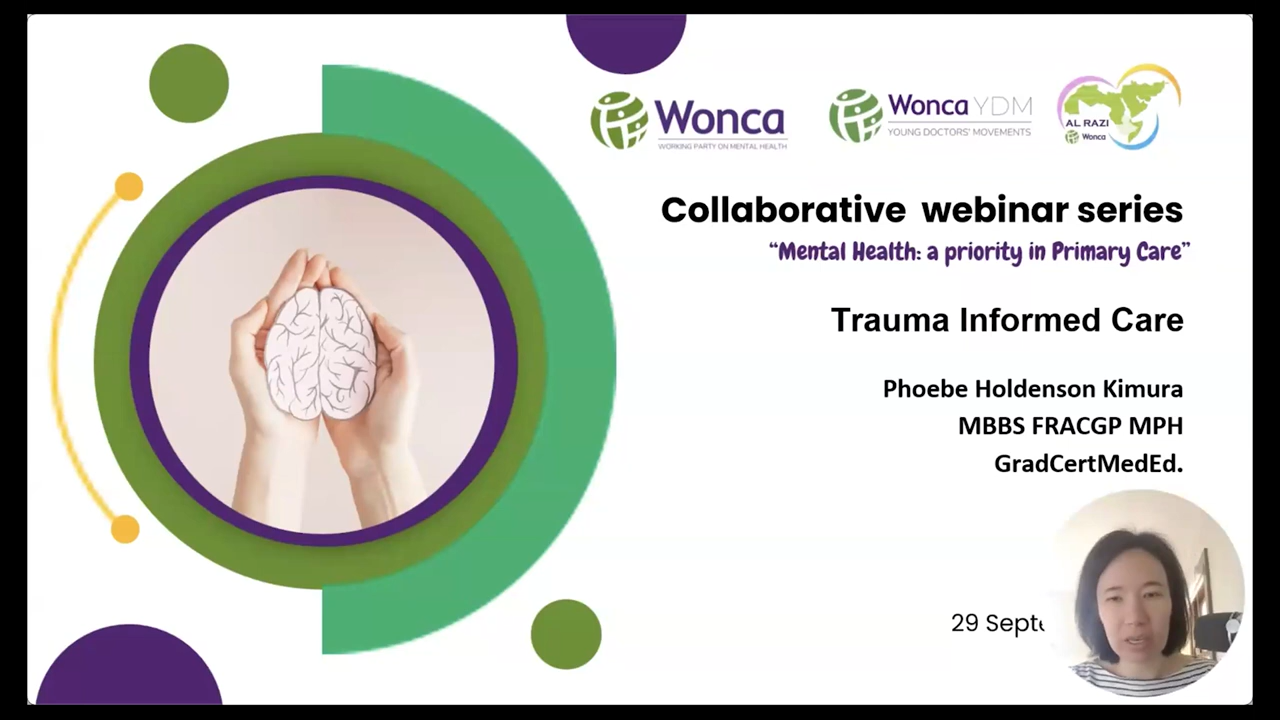 Wonca
WORKING PARTY ON MENTAL HEALTH
Wonca YDM
YOUNG DOCTORS' MOVEMENTS
AL RAZI
Wonca
Collaborative webinar series
“Mental Health: a priority in Primary Care”
Trauma Informed Care
Phoebe Holdenson Kimura
MBBS FRACGP MPH
GradCertMedEd.
29